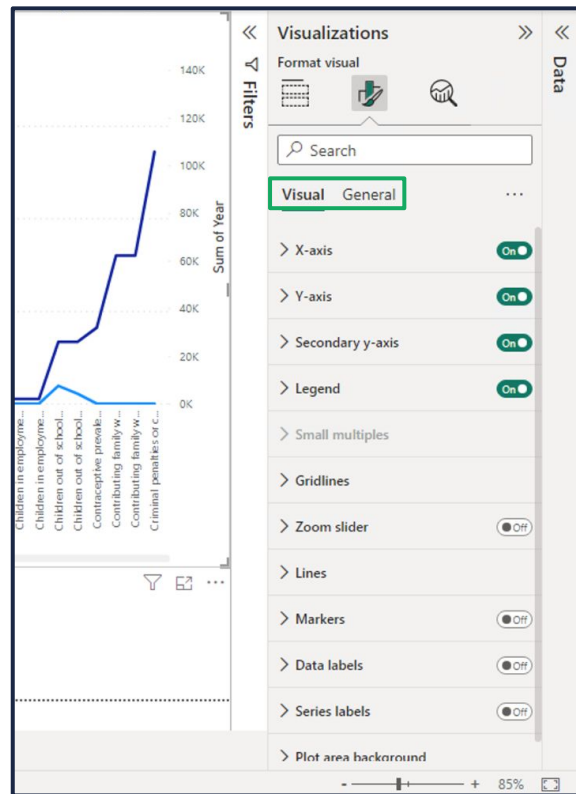 140K
120K
100K
80K
60K
40K
20K
0K
Sum of Year
Children in employme...
Children in employme...
Children out of school...
Children out of school...
Contraceptive prevale...
Contributing family w...
Contributing family w...
Criminal penalties or c...
Filters
Visualizations
Format visual
Search
Visual General
X-axis On
Y-axis On
Secondary y-axis On
Legend On
Small multiples
Gridlines
Zoom slider Off
Lines
Markers Off
Data labels Off
Series labels Off
Plot area background
- + 85%
Data